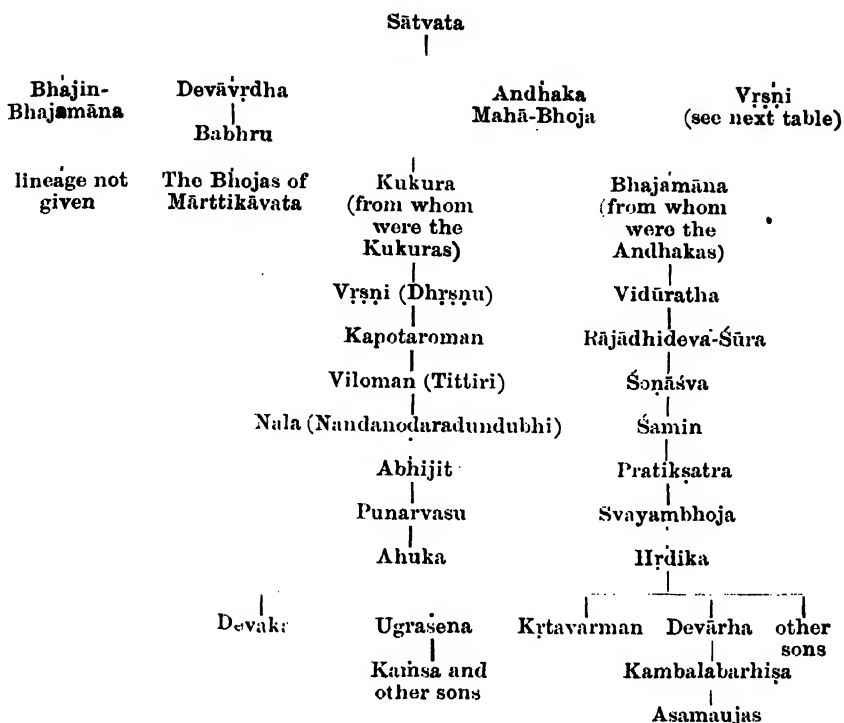 Sātvata
Bhajin- Devāvṛdha Andhaka Vṛṣṇi
Bhajamāna Mahā-Bhoja (see next table)
Babhru
lineage not The Bhojas of Kukura Bhajamāna
given Mārttikāvata (from whom (from whom
were the were the
Kukuras) Andhakas)
Vṛṣṇi (Dhṛṣṇu) Vidūratha
Kapotaroman Rājādhideva-Śūra
Viloman (Tittiri) Śoṇāśva
Nala (Nandanodaradundubhi) Śamin
Abhijit Pratikṣatra
Punarvasu Svayambhoja
Ahuka Hṛdika
Devaka Ugrasena Kṛtavarman Devārha other
sons
Kaṁsa and Kambalabarhiṣa
other sons
Asamaujas